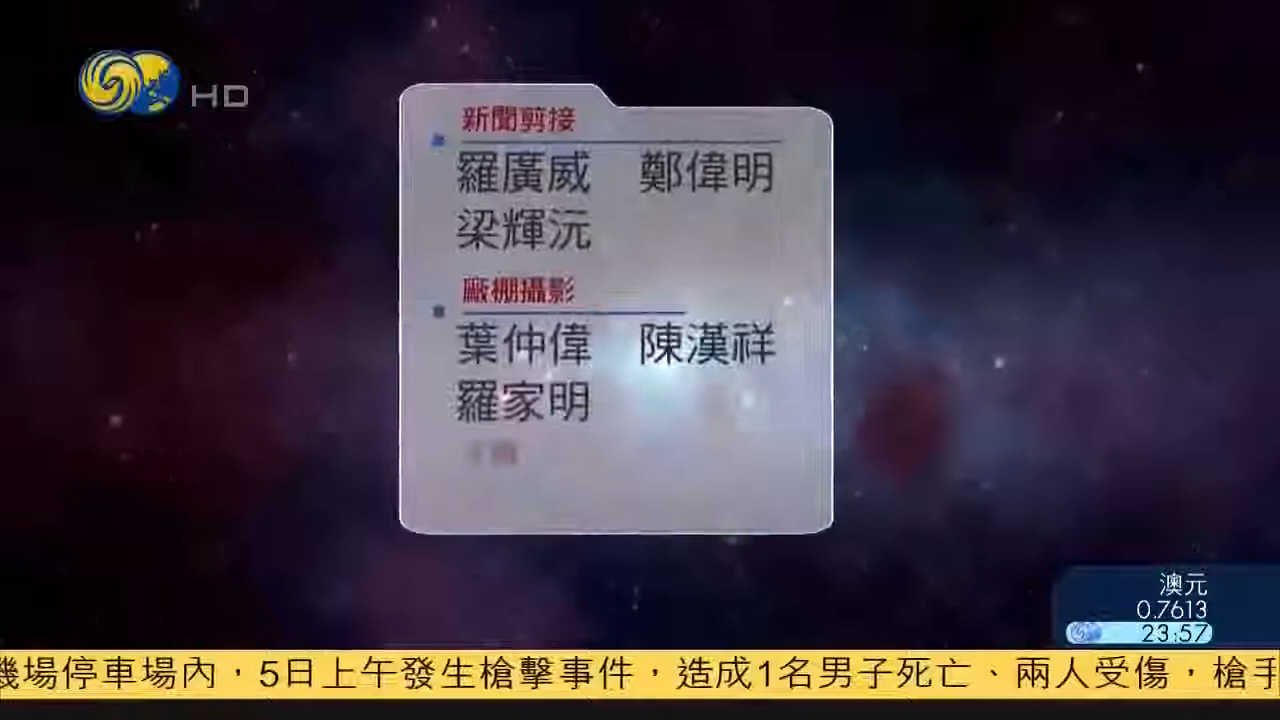 HD
新聞剪接
羅廣威 鄭偉明
梁輝沅
廠棚攝影
葉仲偉 陳漢祥
羅家明
澳元
0.7613
23:57
機場停車場內，5日上午發生槍擊事件，造成1名男子死亡、兩人受傷，槍手